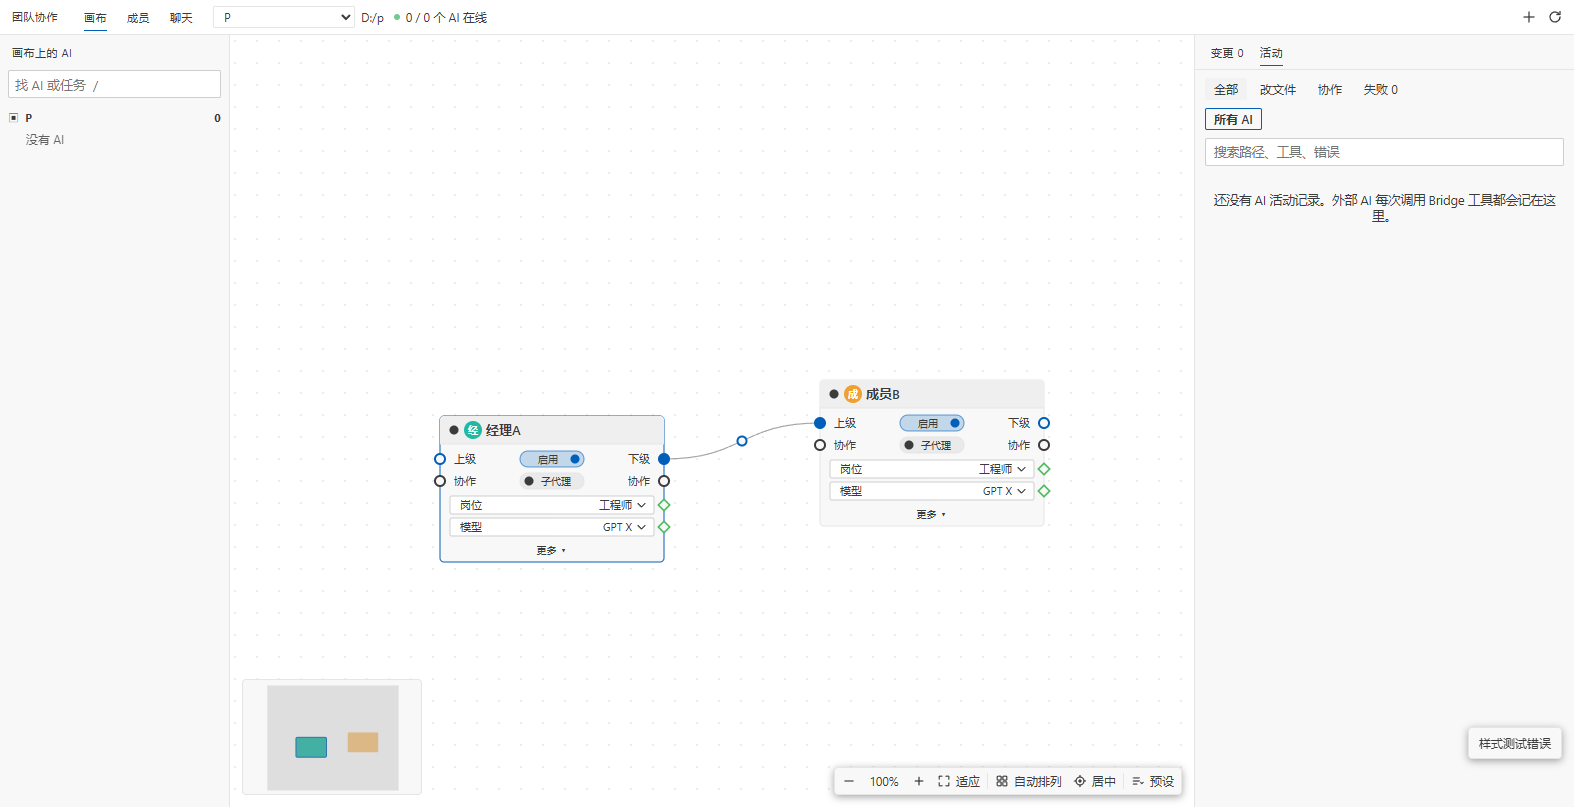 团队协作 画布 成员 聊天 P D:/p 0 / 0 个 AI 在线
画布上的 AI
找 AI 或任务 /
P 0
没有 AI
经 经理A
上级 启用 下级
协作 子代理 协作
岗位 工程师
模型 GPT X
更多
成 成员B
上级 启用 下级
协作 子代理 协作
岗位 工程师
模型 GPT X
更多
100% 适应 自动排列 居中 预设
变更 0 活动
全部 改文件 协作 失败 0
所有 AI
搜索路径、工具、错误
还没有 AI 活动记录。外部 AI 每次调用 Bridge 工具都会记在这
里。
样式测试错误